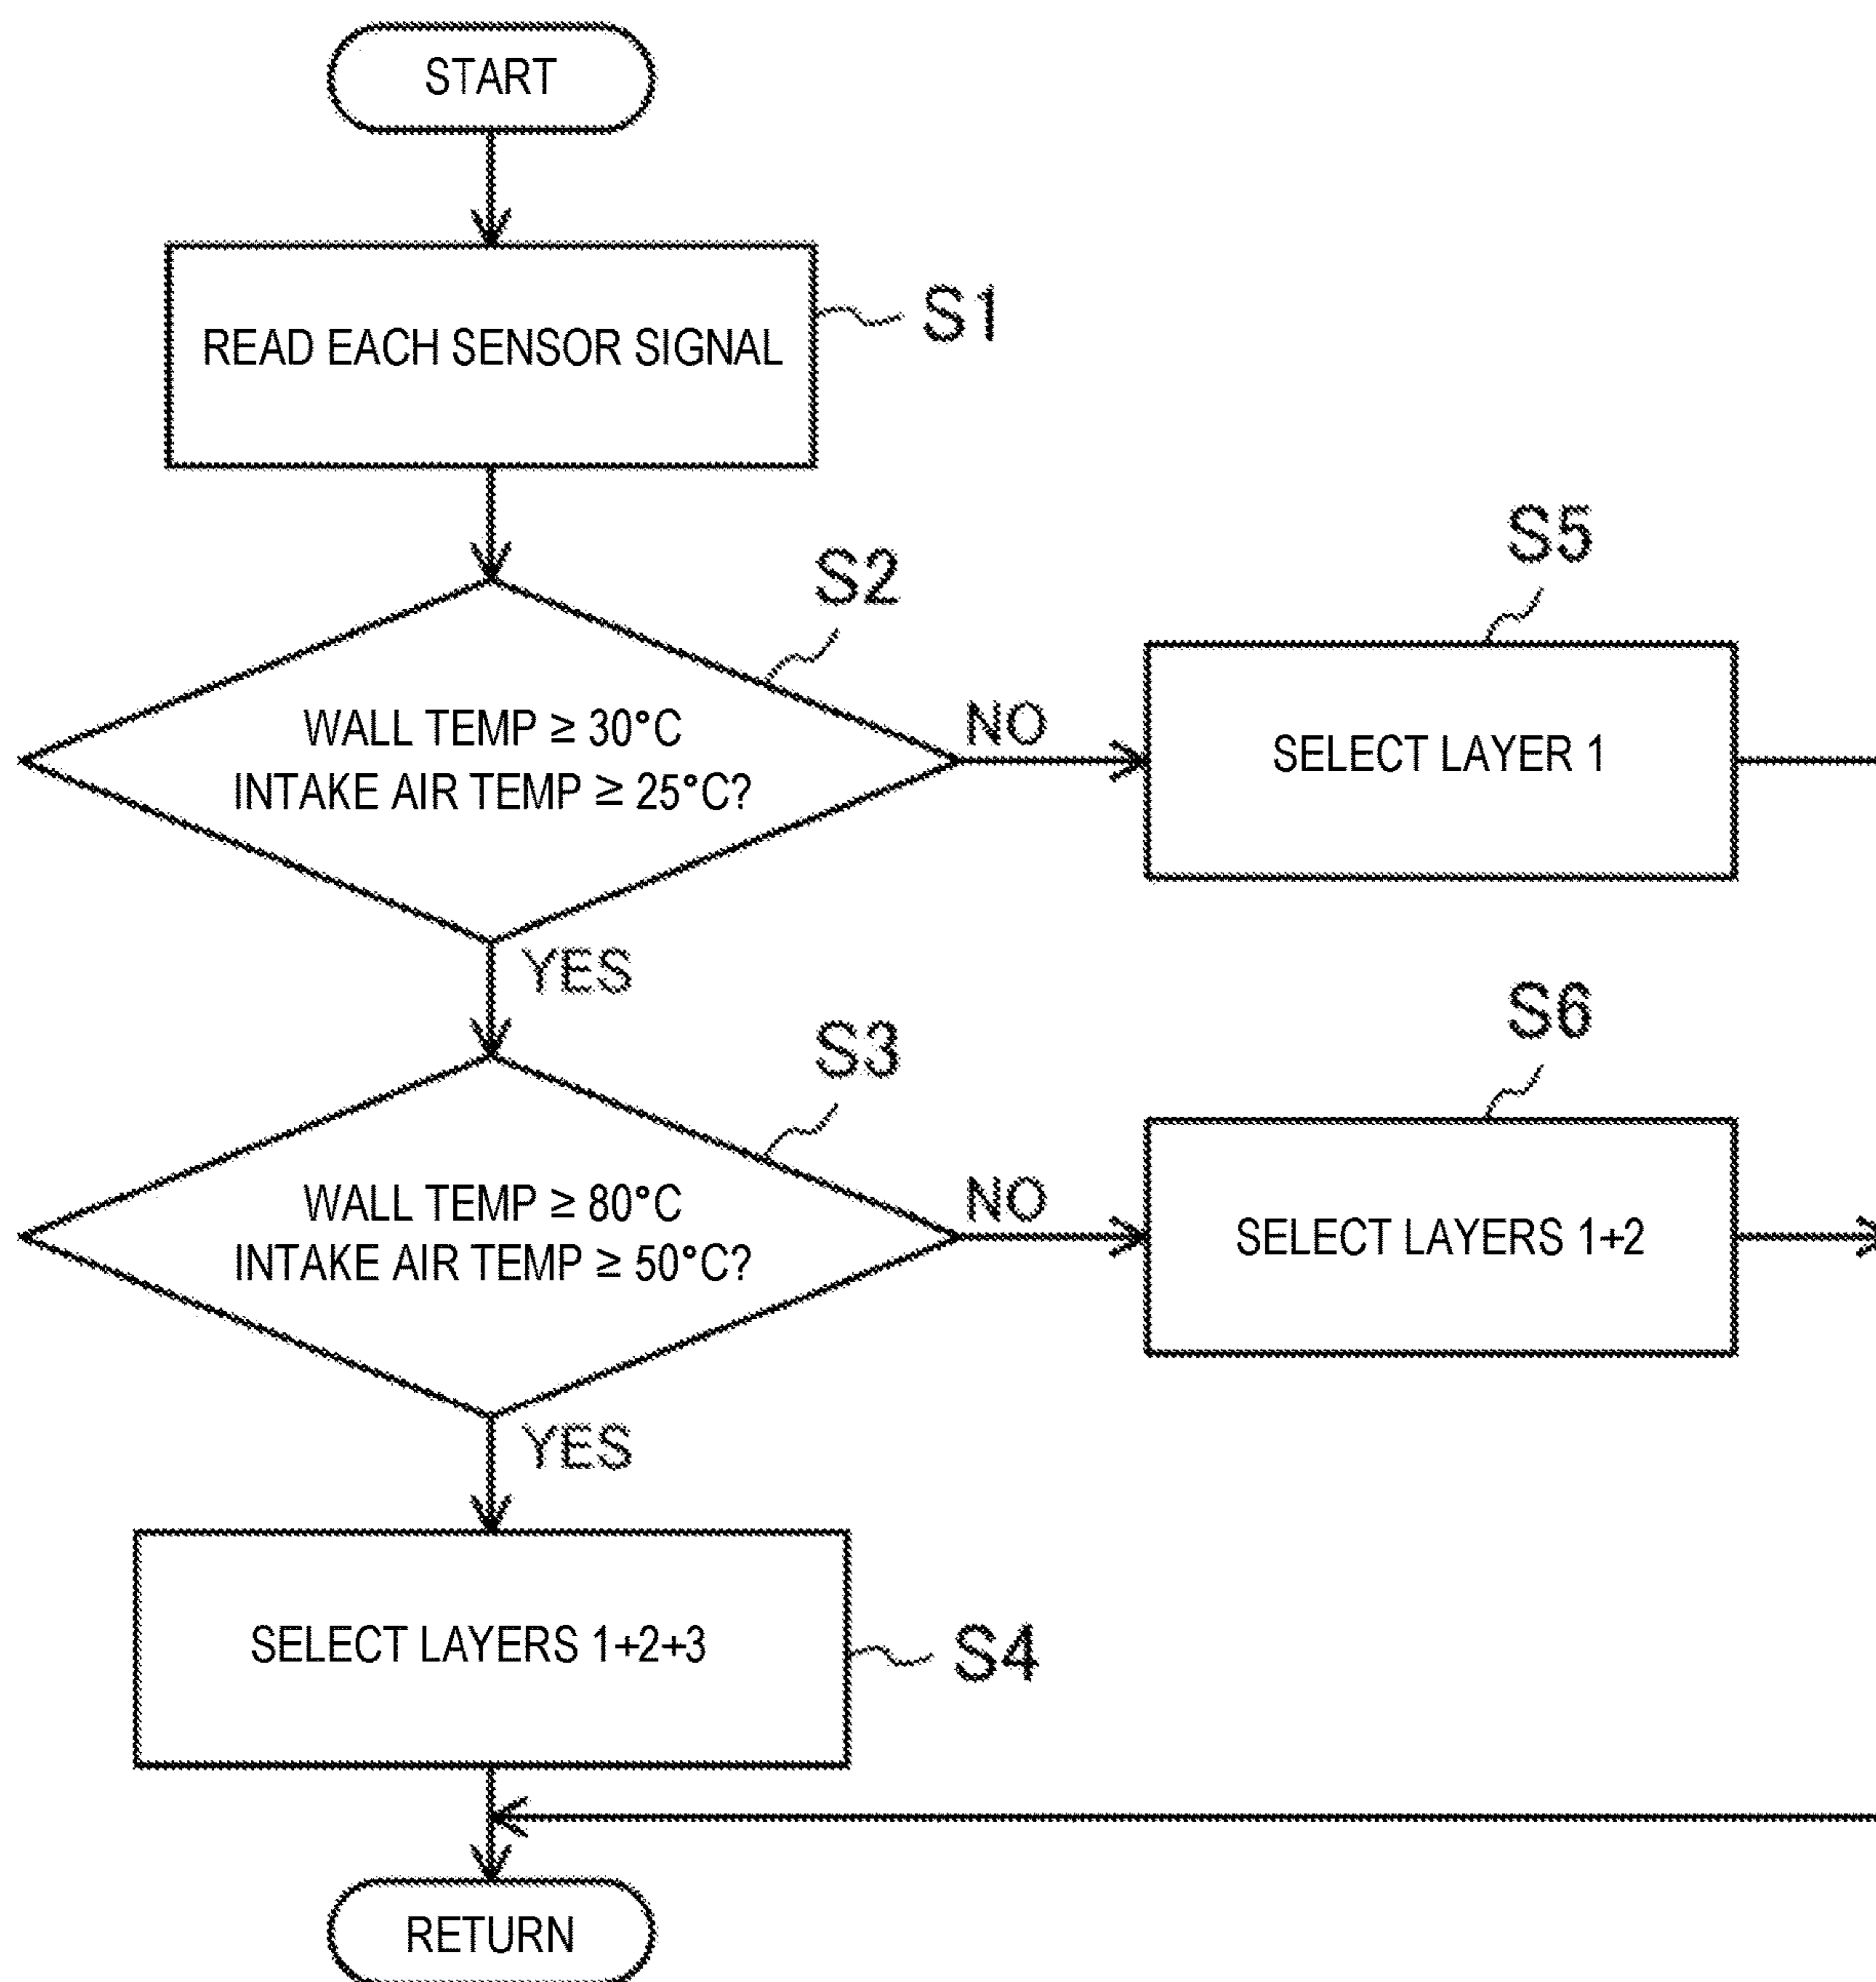 START
READ EACH SENSOR SIGNAL
S1
S2
S5
WALL TEMP ≥ 30°C
INTAKE AIR TEMP ≥ 25°C?
NO
SELECT LAYER 1
YES
S3
S6
WALL TEMP ≥ 80°C
INTAKE AIR TEMP ≥ 50°C?
NO
SELECT LAYERS 1+2
YES
SELECT LAYERS 1+2+3
S4
RETURN